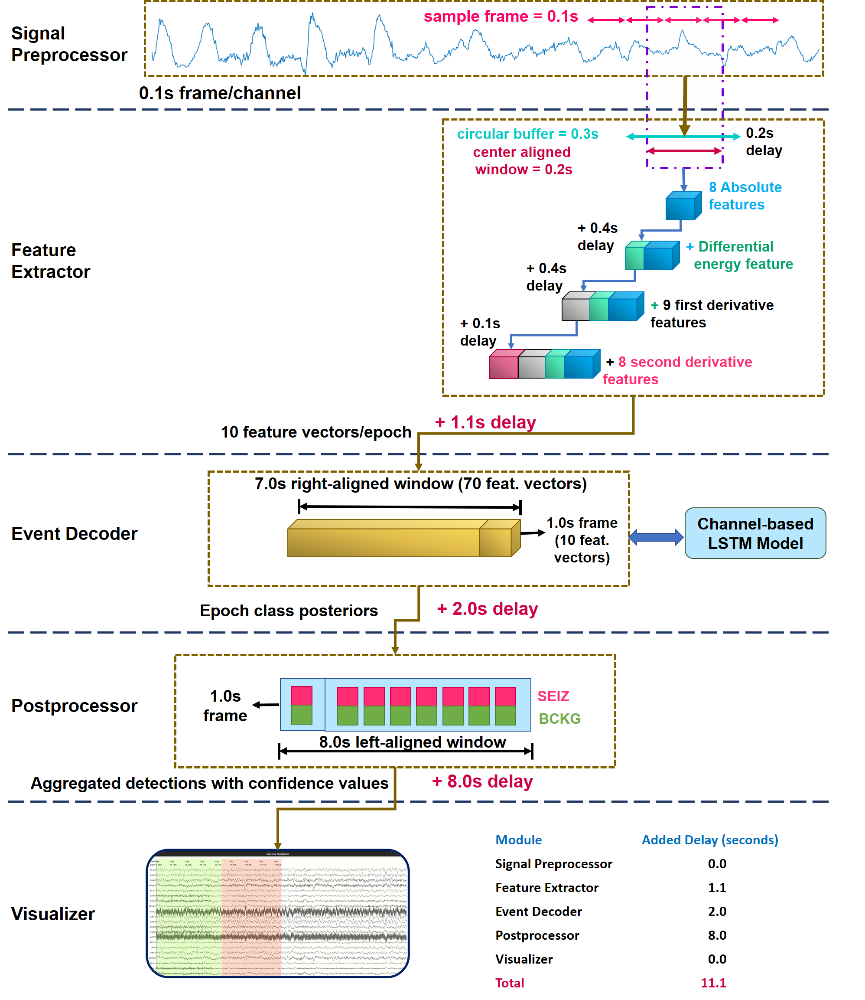 sample frame = 0.1s
Signal
Preprocessor
0.1s frame/channel
circular buffer = 0.3s
0.2s
delay
center aligned
window = 0.2s
8 Absolute
features
+ 0.4s
delay
+ Differential
energy feature
Feature
Extractor
+ 0.4s
delay
+ 9 first derivative
features
+ 0.1s
delay
+ 8 second derivative
features
+ 1.1s delay
10 feature vectors/epoch
7.0s right-aligned window (70 feat. vectors)
Event Decoder
1.0s frame
(10 feat.
vectors)
Channel-based
LSTM Model
Epoch class posteriors
+ 2.0s delay
Postprocessor
1.0s
frame
SEIZ
BCKG
8.0s left-aligned window
Aggregated detections with confidence values
+ 8.0s delay
Visualizer
Real-time Visualization
Module Added Delay (seconds)
Signal Preprocessor 0.0
Feature Extractor 1.1
Event Decoder 2.0
Postprocessor 8.0
Visualizer 0.0
Total 11.1